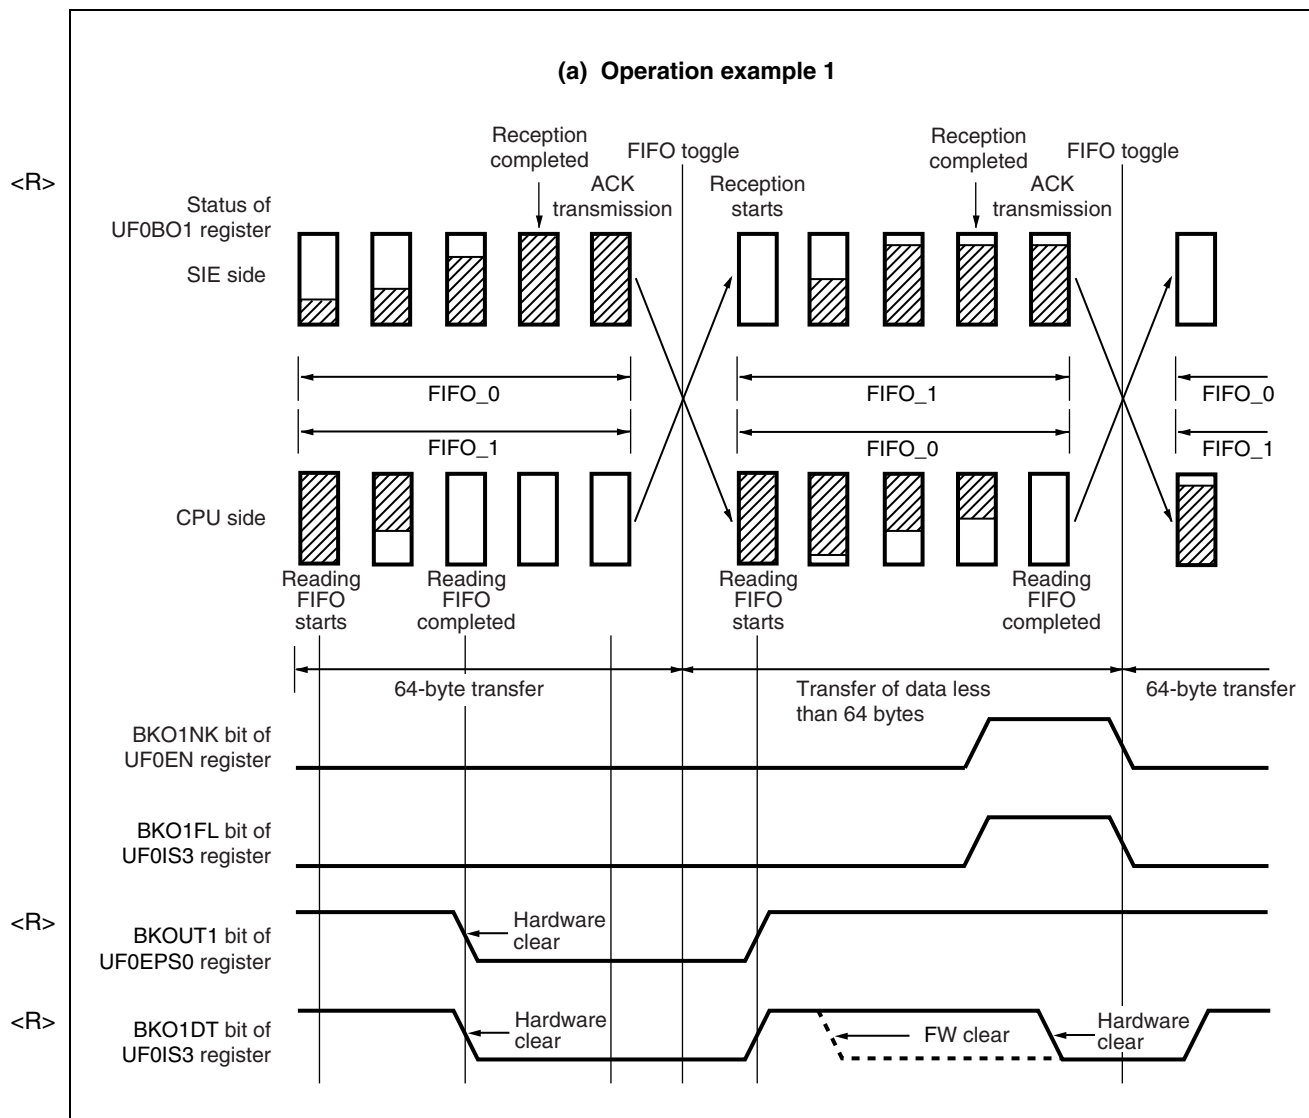 (a) Operation example 1
<R>
Reception
completed
FIFO toggle
Reception
completed
FIFO toggle
Status of
UF0BO1 register
ACK
transmission
Reception
starts
ACK
transmission
SIE side
FIFO_0
FIFO_1
FIFO_0
FIFO_1
FIFO_0
FIFO_1
CPU side
Reading
FIFO
starts
Reading
FIFO
completed
Reading
FIFO
starts
Reading
FIFO
completed
64-byte transfer
Transfer of data less
than 64 bytes
64-byte transfer
BKO1NK bit of
UF0EN register
BKO1FL bit of
UF0IS3 register
<R>
BKOUT1 bit of
UF0EPS0 register
Hardware
clear
<R>
BKO1DT bit of
UF0IS3 register
Hardware
clear
FW clear
Hardware
clear